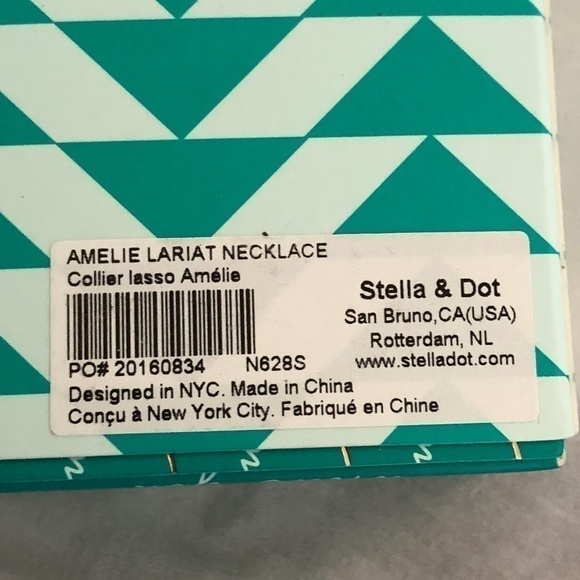 AMELIE LARIAT NECKLACE
Collier lasso Amélie
PO# 20160834 N628S
Designed in NYC. Made in China
Conçu à New York City. Fabriqué en Chine
Stella & Dot
San Bruno,CA(USA)
Rotterdam, NL
www.stelladot.com